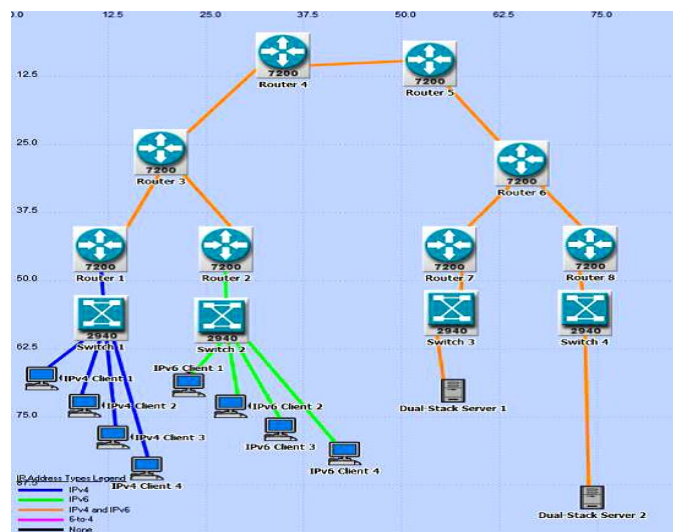 0.0 12.5 25.0 37.5 50.0 62.5 75.0
7200
Router 4
7200
Router 5
12.5
25.0
7200
Router 3
7200
Router 6
37.5
7200
Router 1
7200
Router 2
7200
Router 7
7200
Router 8
50.0
2940
Switch 1
2940
Switch 2
2940
Switch 3
2940
Switch 4
62.5
IPv4 Client 1
IPv4 Client 2
IPv4 Client 3
IPv4 Client 4
IPv6 Client 1
IPv6 Client 2
IPv6 Client 3
IPv6 Client 4
Dual-Stack Server 1
75.0
Dual-Stack Server 2
87.5
IP Address Types Legend
IPv4
IPv6
IPv4 and IPv6
6-to-4
None